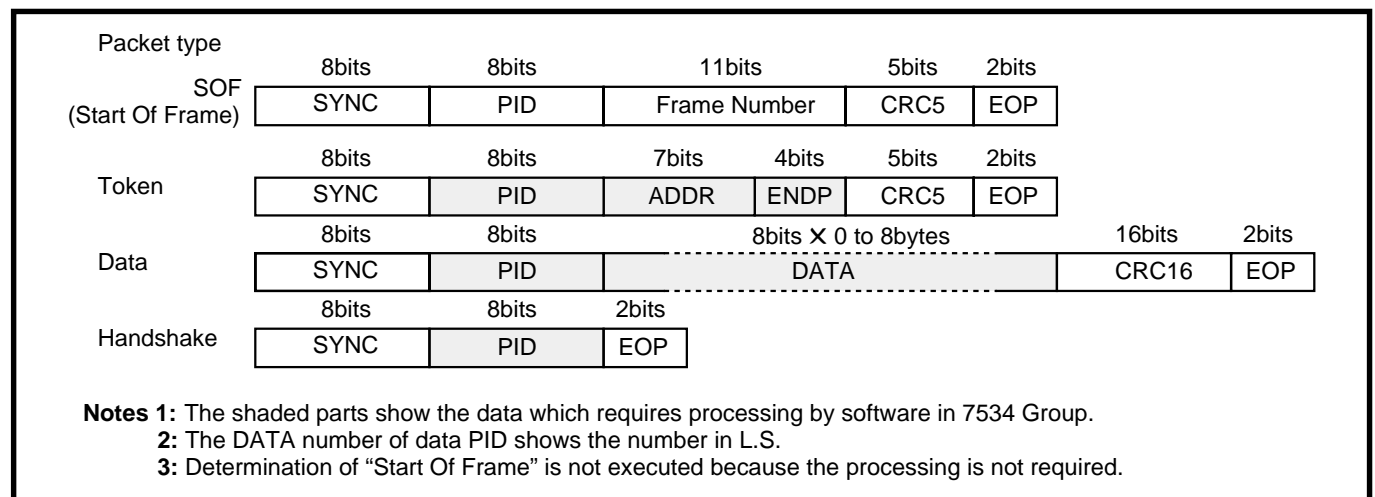 Packet type
8bits 8bits 11bits 5bits 2bits
SOF
(Start Of Frame)
SYNC PID Frame Number CRC5 EOP
8bits 8bits 7bits 4bits 5bits 2bits
Token
SYNC PID ADDR ENDP CRC5 EOP
8bits 8bits 8bits X 0 to 8bytes 16bits 2bits
Data
SYNC PID DATA CRC16 EOP
8bits 8bits 2bits
Handshake
SYNC PID EOP
Notes 1: The shaded parts show the data which requires processing by software in 7534 Group.
2: The DATA number of data PID shows the number in L.S.
3: Determination of “Start Of Frame” is not executed because the processing is not required.